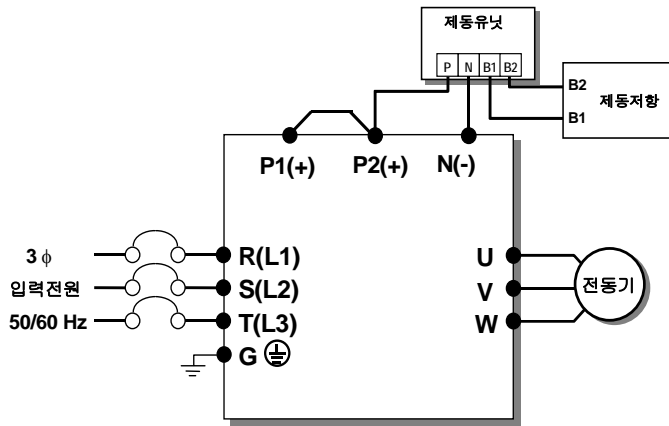 제동유닛
P N B1 B2
B2
제동저항
B1
P1(+) P2(+) N(-)
3 ϕ R(L1) U
입력전원 S(L2) V 전동기
50/60 Hz T(L3) W
G